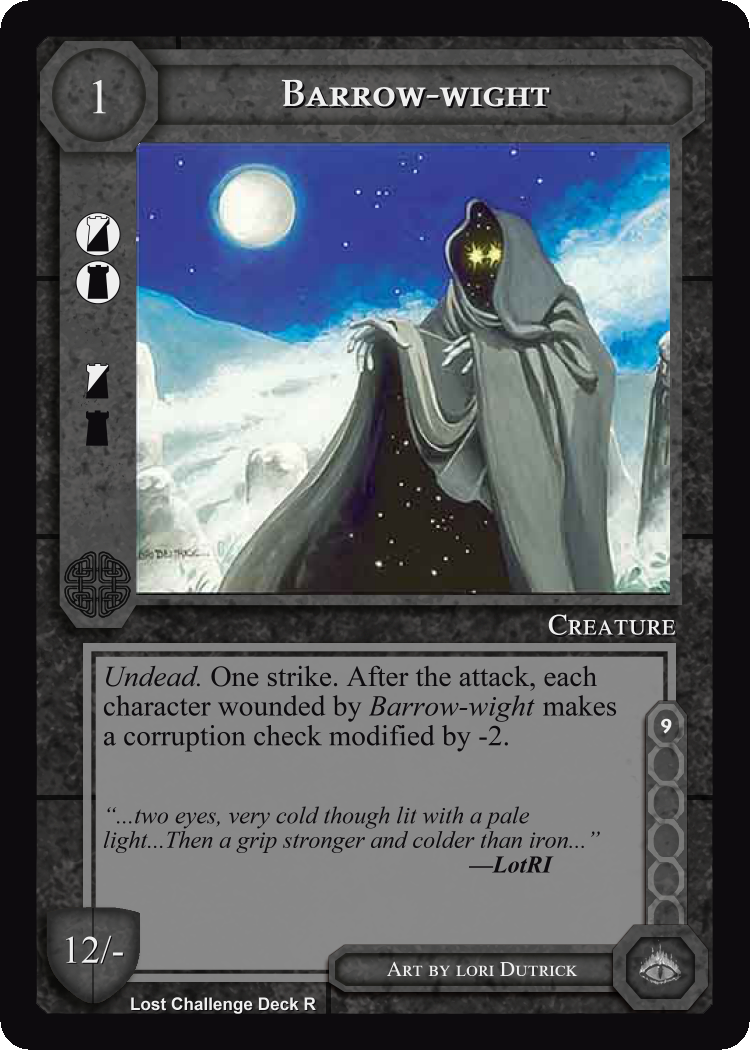 1
BARROW-WIGHT
LORI DUTRICK
CREATURE
Undead. One strike. After the attack, each
character wounded by Barrow-wight makes
a corruption check modified by -2.
9
“...two eyes, very cold though lit with a pale
light...Then a grip stronger and colder than iron...”
—LotRI
12/-
ART BY LORI DUTRICK
Lost Challenge Deck R